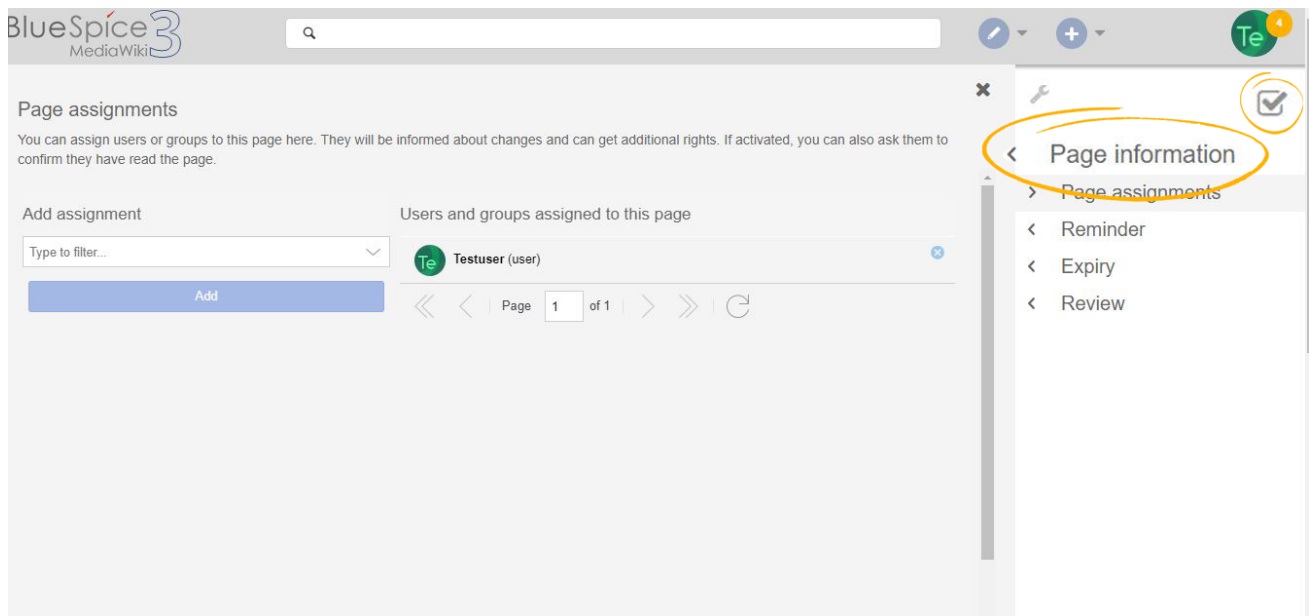 BlueSpice 3
MediaWiki
Te
4
Page assignments
You can assign users or groups to this page here. They will be informed about changes and can get additional rights. If activated, you can also ask them to
confirm they have read the page.
Add assignment
Users and groups assigned to this page
Type to filter...
Te Testuser (user)
Add
Page 1 of 1
Page information
Page assignments
Reminder
Expiry
Review